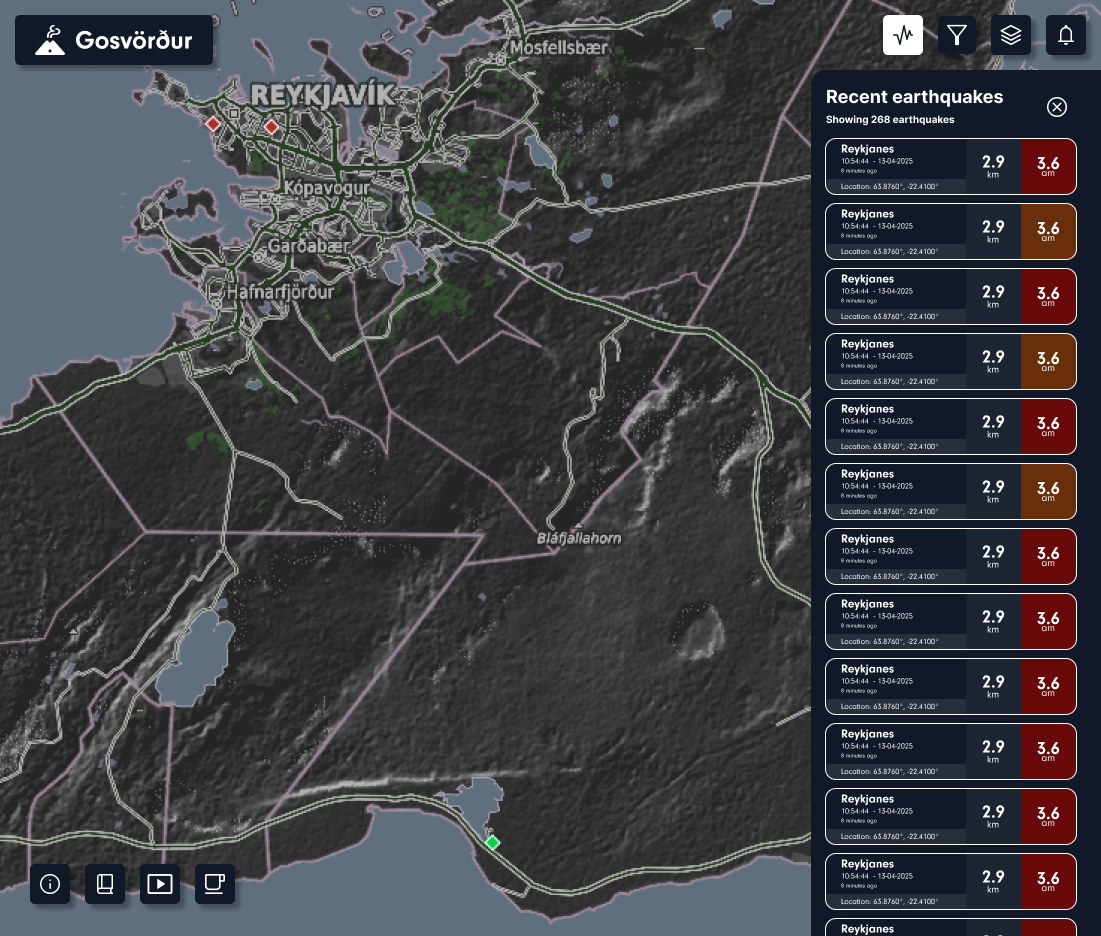 Gosvörður
Mosfellsbær
REYKJAVÍK
Kópavogur
Garðabær
Hafnarfjörður
Bláfjallahorn
Recent earthquakes
Showing 268 earthquakes
Reykjanes
10:54:44 - 13-04-2025
8 minutes ago
Location: 63.8760°, -22.4100°
2.9
km
3.6
am
Reykjanes
10:54:44 - 13-04-2025
8 minutes ago
Location: 63.8760°, -22.4100°
2.9
km
3.6
am
Reykjanes
10:54:44 - 13-04-2025
8 minutes ago
Location: 63.8760°, -22.4100°
2.9
km
3.6
am
Reykjanes
10:54:44 - 13-04-2025
8 minutes ago
Location: 63.8760°, -22.4100°
2.9
km
3.6
am
Reykjanes
10:54:44 - 13-04-2025
8 minutes ago
Location: 63.8760°, -22.4100°
2.9
km
3.6
am
Reykjanes
10:54:44 - 13-04-2025
8 minutes ago
Location: 63.8760°, -22.4100°
2.9
km
3.6
am
Reykjanes
10:54:44 - 13-04-2025
8 minutes ago
Location: 63.8760°, -22.4100°
2.9
km
3.6
am
Reykjanes
10:54:44 - 13-04-2025
8 minutes ago
Location: 63.8760°, -22.4100°
2.9
km
3.6
am
Reykjanes
10:54:44 - 13-04-2025
8 minutes ago
Location: 63.8760°, -22.4100°
2.9
km
3.6
am
Reykjanes
10:54:44 - 13-04-2025
8 minutes ago
Location: 63.8760°, -22.4100°
2.9
km
3.6
am
Reykjanes
10:54:44 - 13-04-2025
8 minutes ago
Location: 63.8760°, -22.4100°
2.9
km
3.6
am
Reykjanes
10:54:44 - 13-04-2025
8 minutes ago
Location: 63.8760°, -22.4100°
2.9
km
3.6
am
Reykjanes